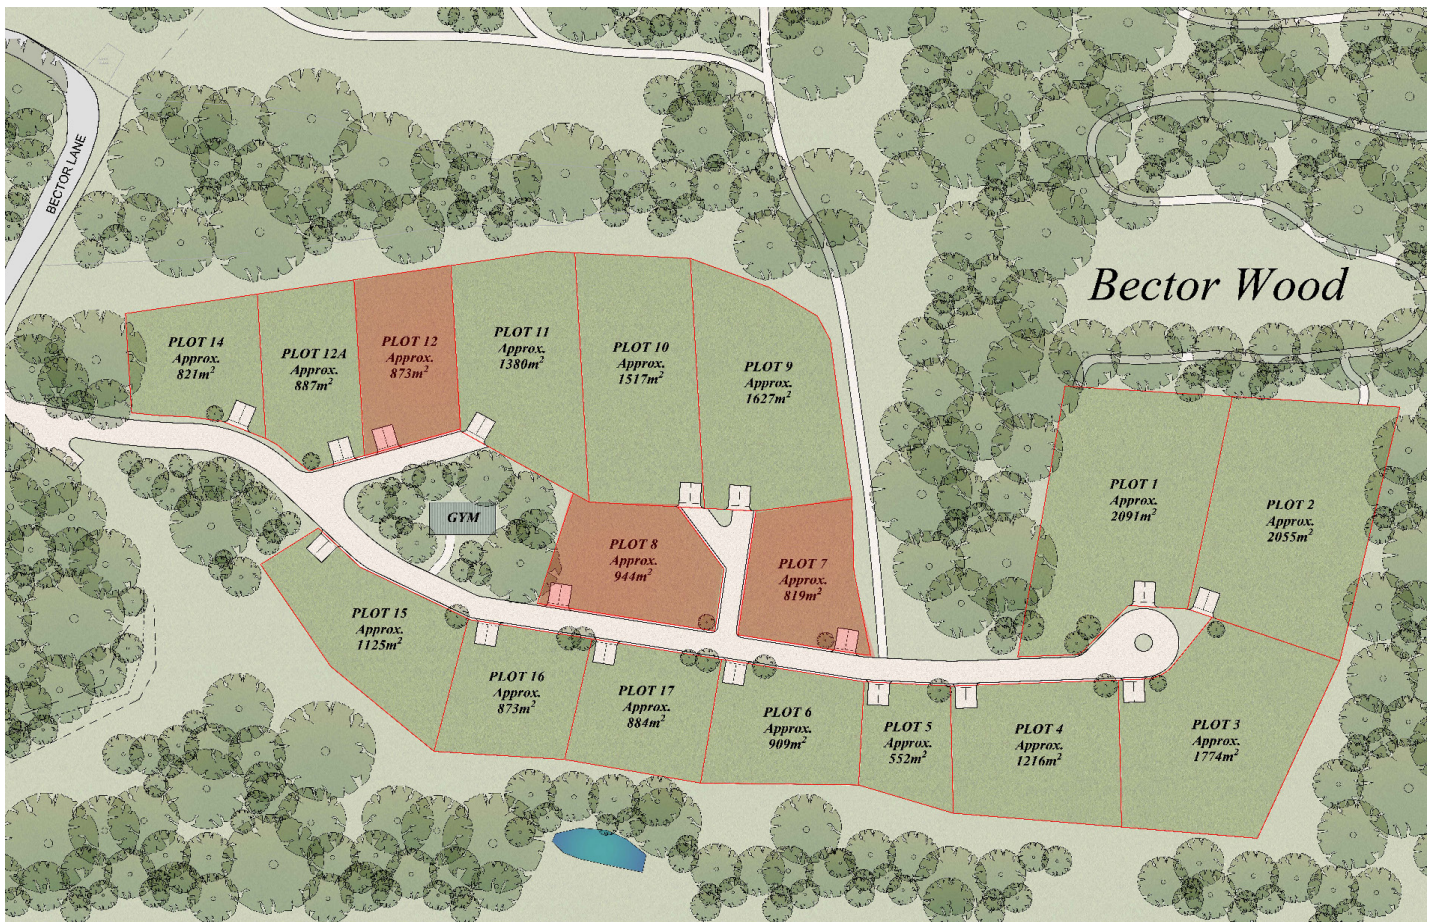 BECTOR LANE
Bector Wood
PLOT 14
Approx.
821m²
PLOT 12A
Approx.
887m²
PLOT 12
Approx.
873m²
PLOT 11
Approx.
1380m²
PLOT 10
Approx.
1517m²
PLOT 9
Approx.
1627m²
PLOT 1
Approx.
2091m²
PLOT 2
Approx.
2055m²
GYM
PLOT 8
Approx.
944m²
PLOT 7
Approx.
819m²
PLOT 15
Approx.
1125m²
PLOT 16
Approx.
873m²
PLOT 17
Approx.
884m²
PLOT 6
Approx.
909m²
PLOT 5
Approx.
552m²
PLOT 4
Approx.
1216m²
PLOT 3
Approx.
1774m²